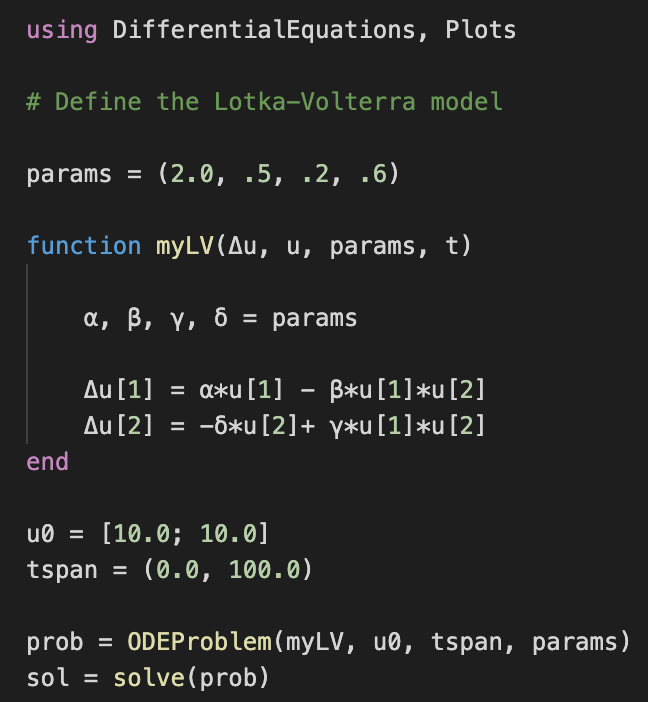 using DifferentialEquations, Plots
# Define the Lotka-Volterra model
params = (2.0, .5, .2, .6)
function myLV(Δu, u, params, t)
α, β, γ, δ = params
Δu[1] = α*u[1] - β*u[1]*u[2]
Δu[2] = -δ*u[2]+ γ*u[1]*u[2]
end
u0 = [10.0; 10.0]
tspan = (0.0, 100.0)
prob = ODEProblem(myLV, u0, tspan, params)
sol = solve(prob)